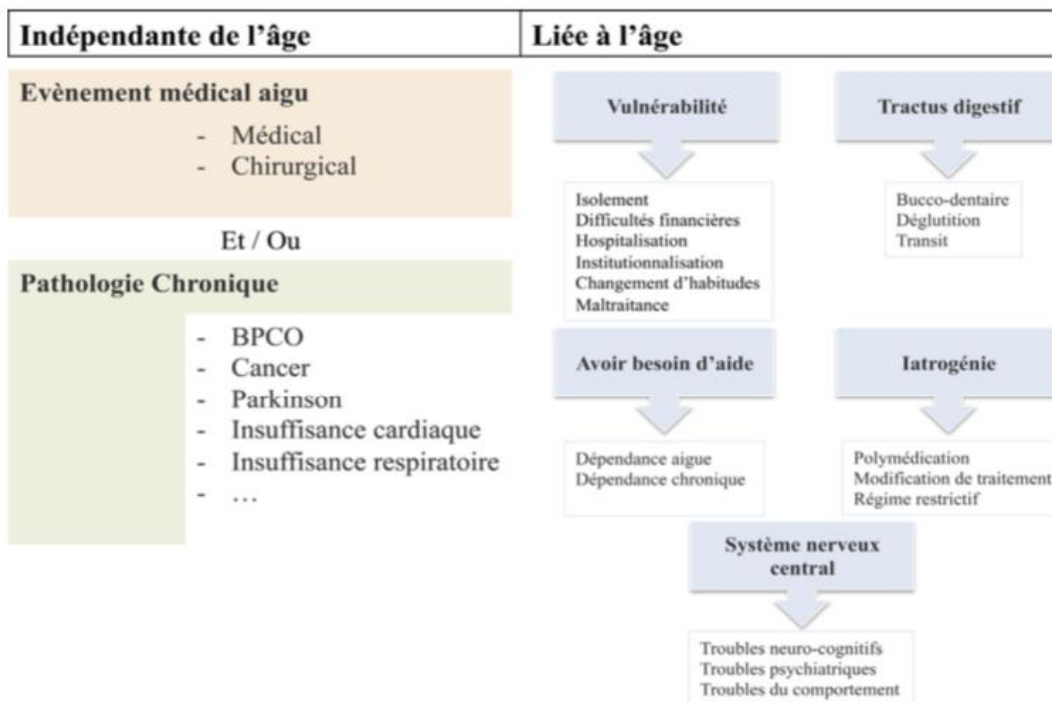 Indépendante de l'âge
Liée à l'âge
Evènement médical aigu
- Médical
- Chirurgical
Et / Ou
Pathologie Chronique
- BPCO
- Cancer
- Parkinson
- Insuffisance cardiaque
- Insuffisance respiratoire
- ...
Vulnérabilité
Isolement
Difficultés financières
Hospitalisation
Institutionnalisation
Changement d'habitudes
Maltraitance
Tractus digestif
Bucco-dentaire
Déglutition
Transit
Avoir besoin d'aide
Dépendance aigue
Dépendance chronique
Iatrogénie
Polymédication
Modification de traitement
Régime restrictif
Système nerveux
central
Troubles neuro-cognitifs
Troubles psychiatriques
Troubles du comportement